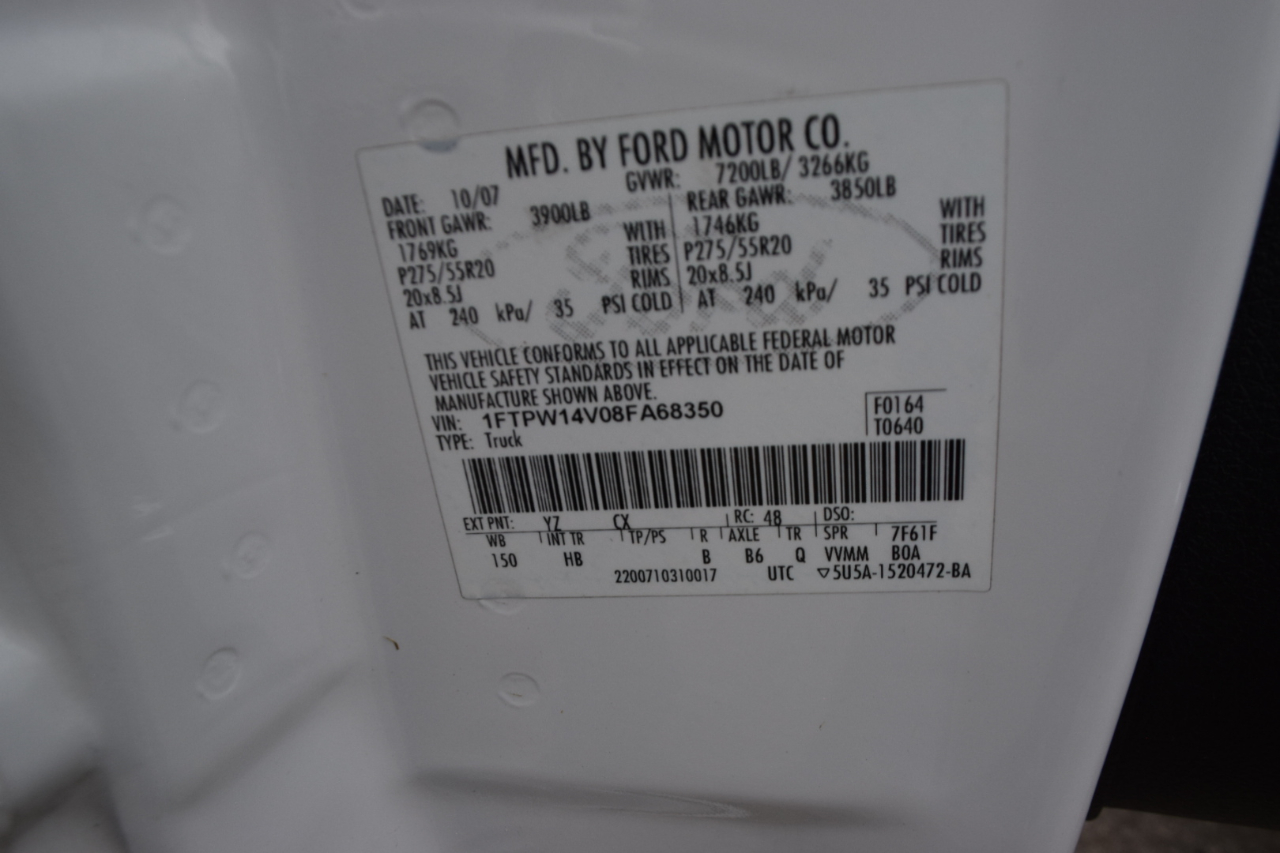 MFD. BY FORD MOTOR CO.
DATE: 10/07 GVWR: 7200LB/ 3266KG
FRONT GAWR: 3900LB REAR GAWR: 3850LB
1769KG WITH 1746KG WITH
P275/55R20 TIRES P275/55R20 TIRES
20x8.5J RIMS 20x8.5J RIMS
AT 240 kPa/ 35 PSI COLD AT 240 kPa/ 35 PSI COLD
THIS VEHICLE CONFORMS TO ALL APPLICABLE FEDERAL MOTOR
VEHICLE SAFETY STANDARDS IN EFFECT ON THE DATE OF
MANUFACTURE SHOWN ABOVE.
VIN: 1FTPW14V08FA68350 F0164
TYPE: Truck T0640
EXT PNT: YZ CX RC: 48 DSO:
WB INT TR TP/PS R AXLE TR SPR 7F61F
150 HB B B6 Q VVMM BOA
2200710310017 UTC ▽5U5A-1520472-BA